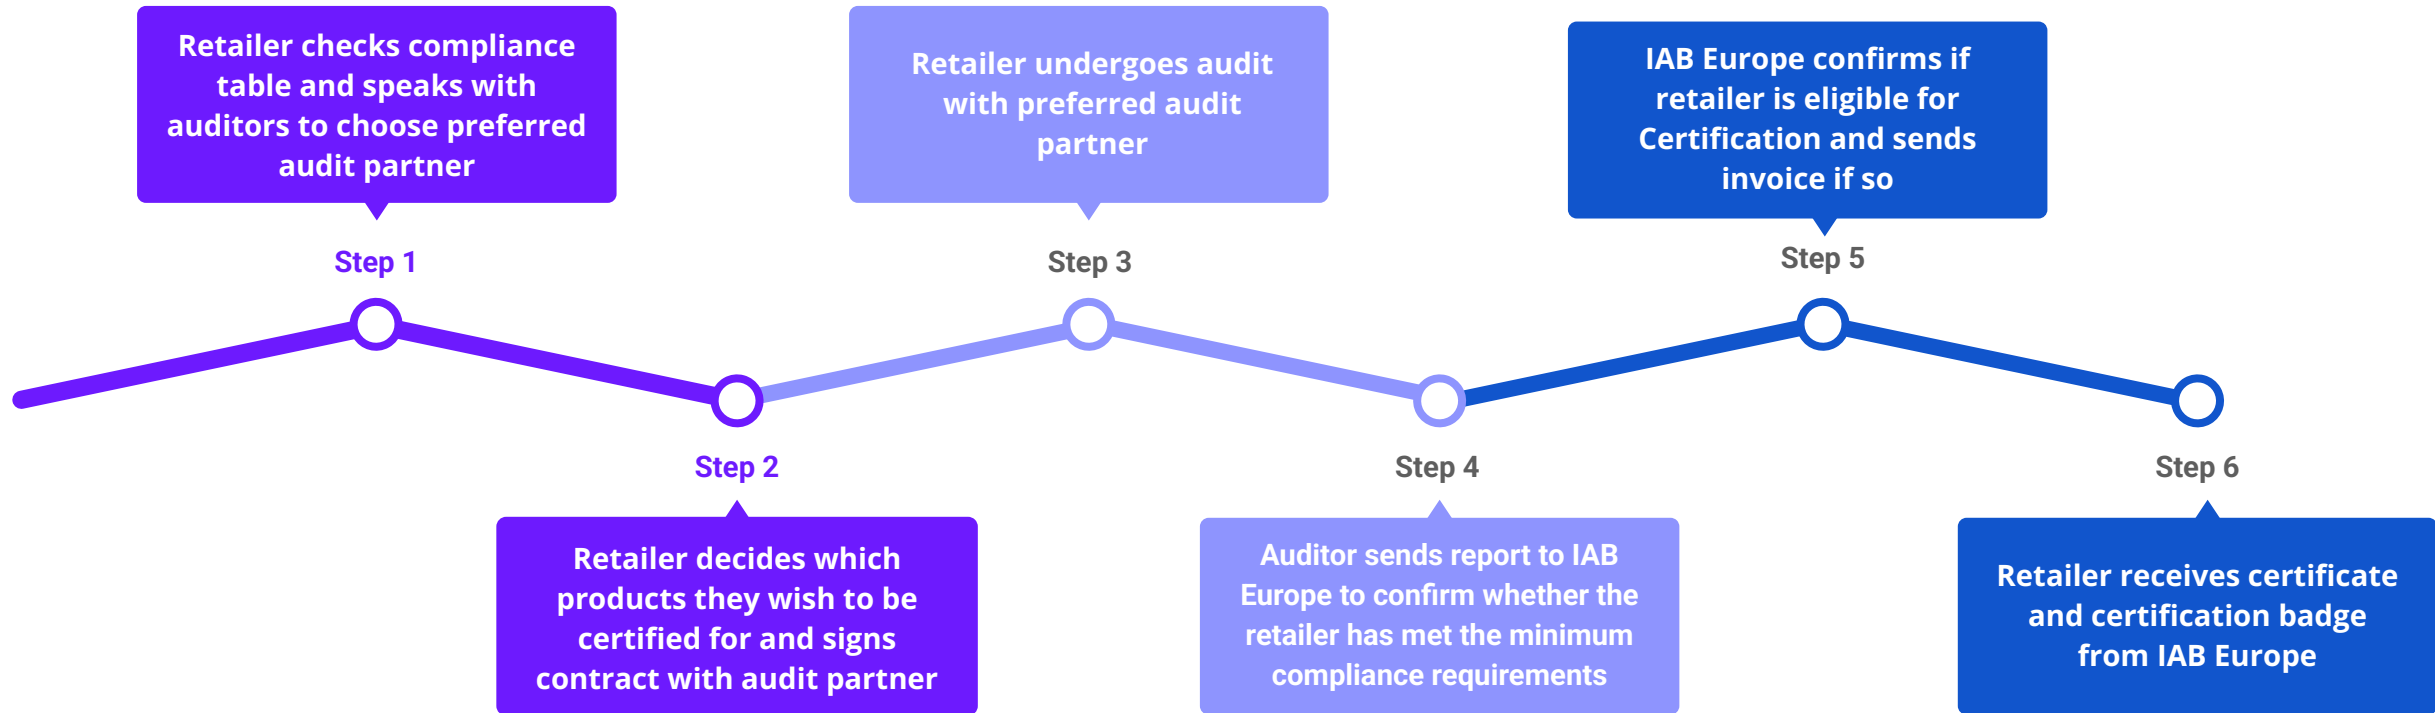 Retailer checks compliance
table and speaks with
auditors to choose preferred
audit partner
Step 1
Step 2
Retailer decides which
products they wish to be
certified for and signs
contract with audit partner
Retailer undergoes audit
with preferred audit
partner
Step 3
Step 4
Auditor sends report to IAB
Europe to confirm whether the
retailer has met the minimum
compliance requirements
IAB Europe confirms if
retailer is eligible for
Certification and sends
invoice if so
Step 5
Step 6
Retailer receives certificate
and certification badge
from IAB Europe